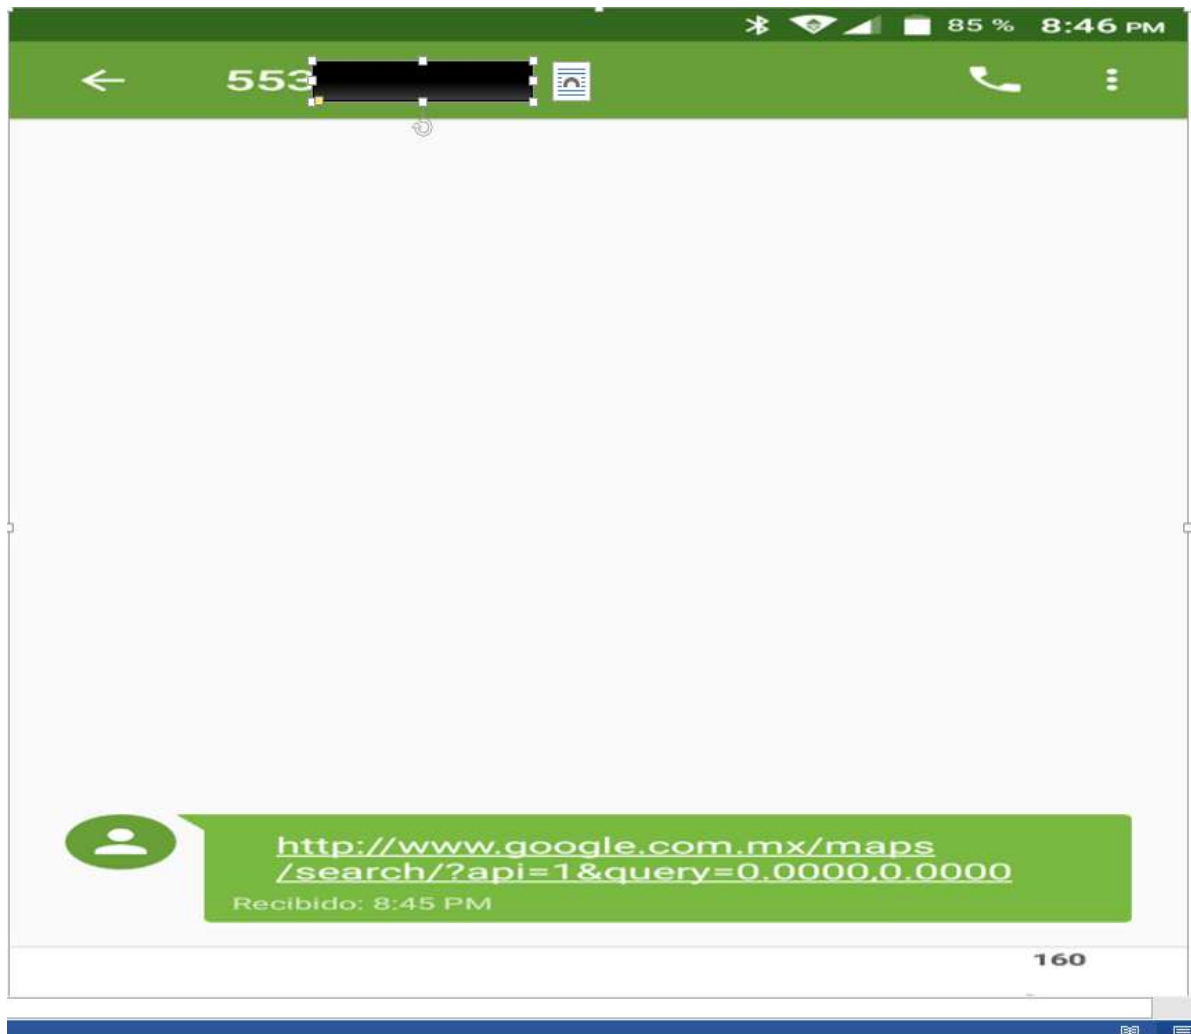 85 % 8:46 PM
553
http://www.google.com.mx/maps
/search/?api=1&query=0.0000,0.0000
Recibido: 8:45 PM
160